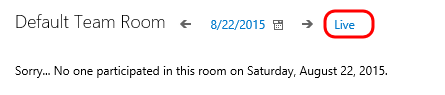 Default Team Room 8/22/2015 Live
Sorry... No one participated in this room on Saturday, August 22, 2015.